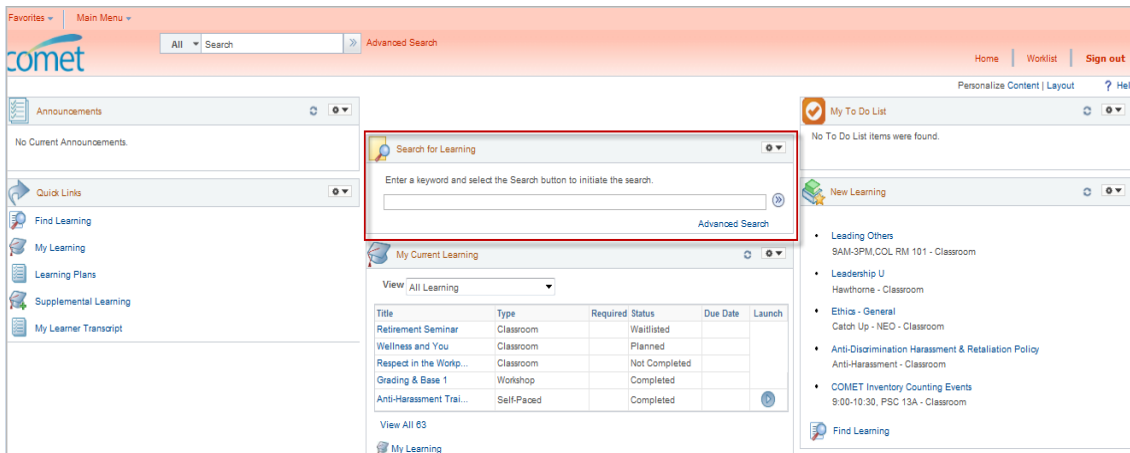 Favorites Main Menu
comet
All Search Advanced Search
Home Worklist Sign out
Personalize Content | Layout ? Hel
Announcements
No Current Announcements.
Quick Links
Find Learning
My Learning
Learning Plans
Supplemental Learning
My Learner Transcript
Search for Learning
Enter a keyword and select the Search button to initiate the search.
Advanced Search
My Current Learning
View All Learning
Title Type Required Status Due Date Launch
Retirement Seminar Classroom Waitlisted
Wellness and You Classroom Planned
Respect in the Workp... Classroom Not Completed
Grading & Base 1 Workshop Completed
Anti-Harassment Trai... Self-Paced Completed
View All 63
My Learning
My To Do List
No To Do List items were found.
New Learning
Leading Others
9AM-3PM,COL RM 101 - Classroom
Leadership U
Hawthorne - Classroom
Ethics - General
Catch Up - NEO - Classroom
Anti-Discrimination Harassment & Retaliation Policy
Anti-Harassment - Classroom
COMET Inventory Counting Events
9:00-10:30, PSC 13A - Classroom
Find Learning